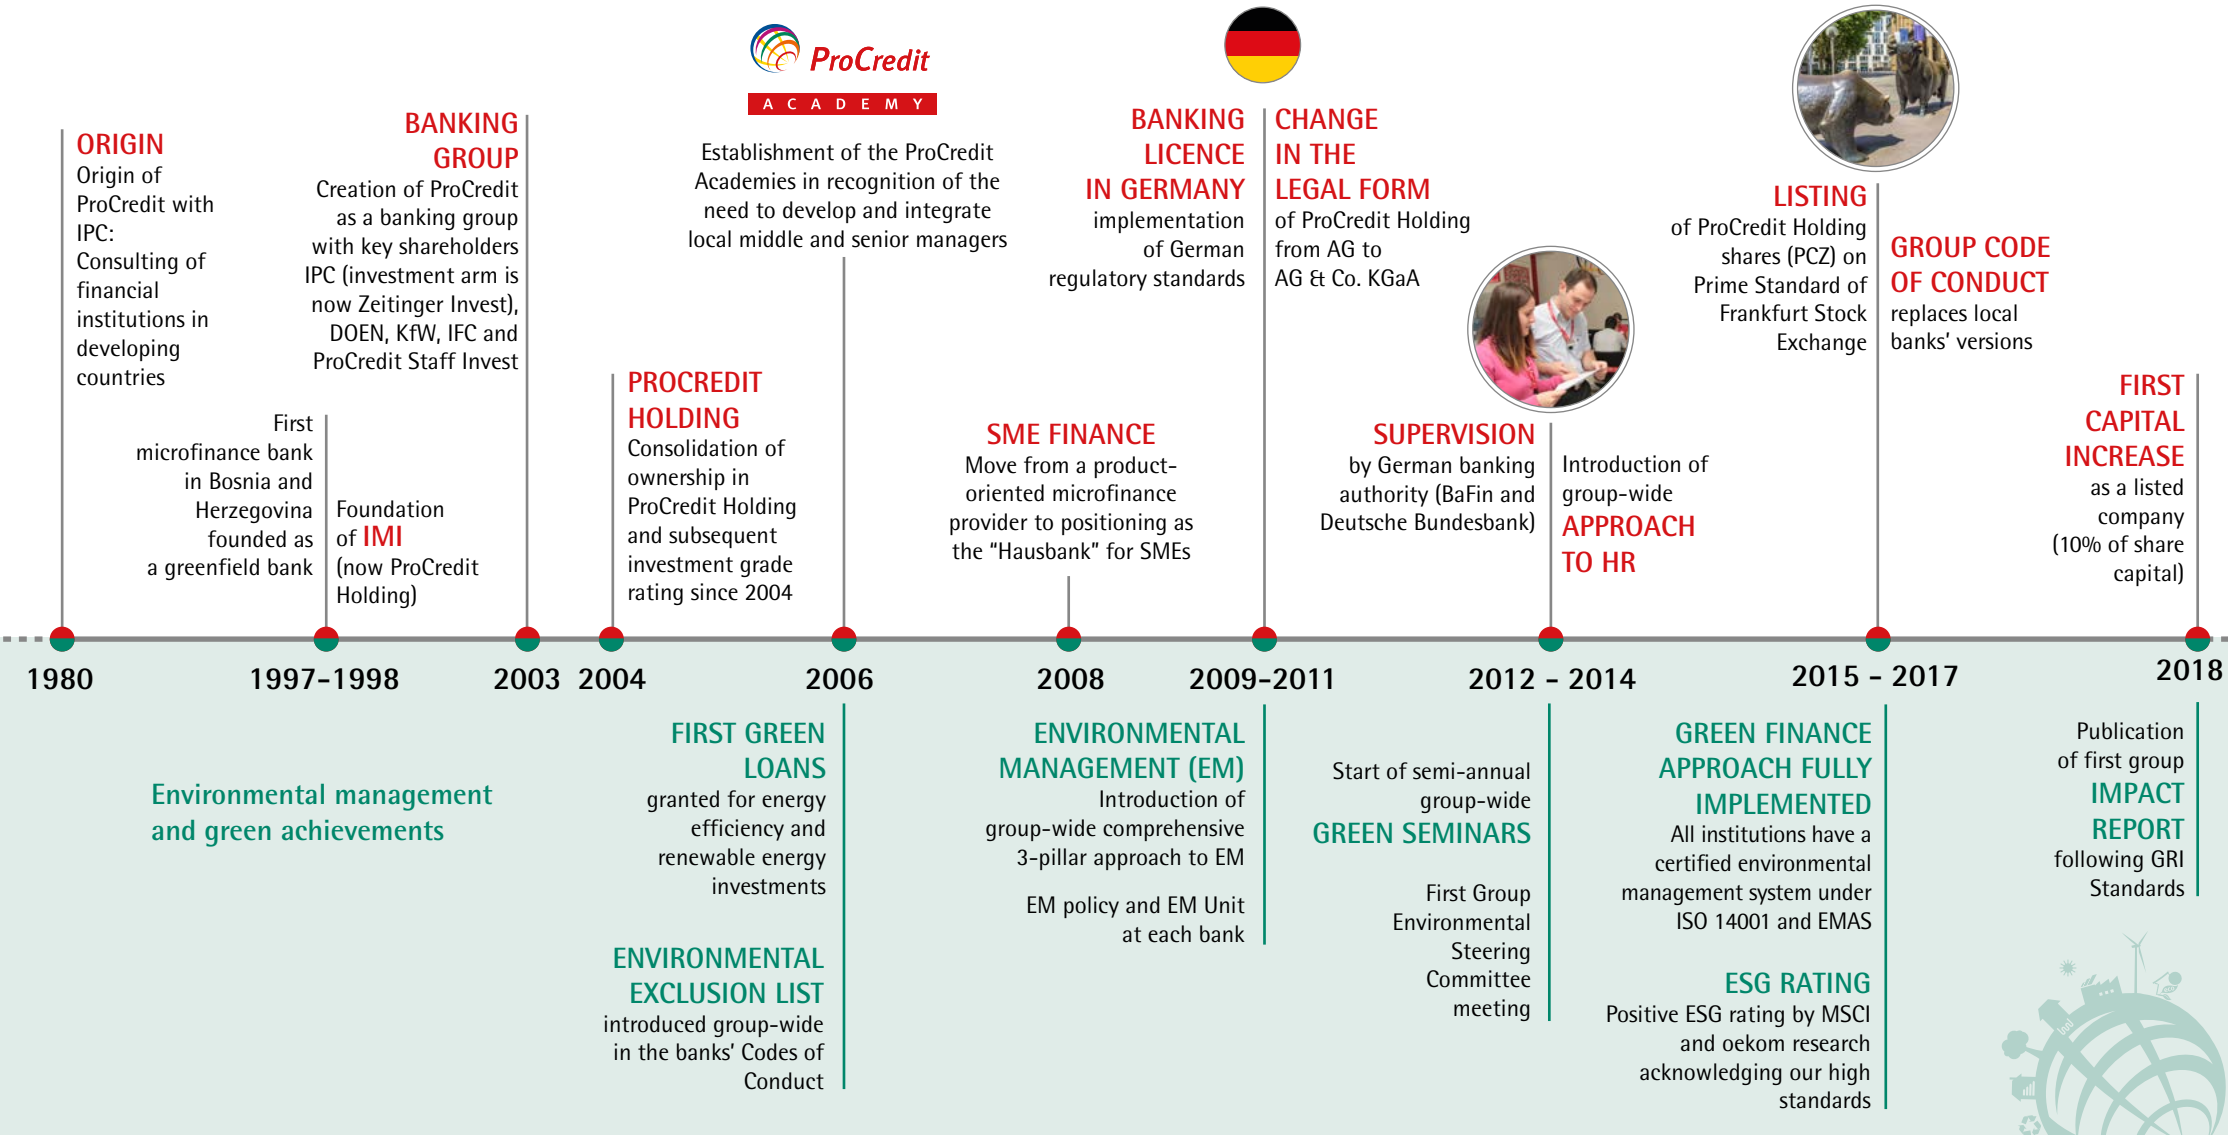 ORIGIN
Origin of
ProCredit with
IPC:
Consulting of
financial
institutions in
developing
countries
First
microfinance bank
in Bosnia and
Herzegovina
founded as
a greenfield bank
Foundation
of IMI
(now ProCredit
Holding)
BANKING
GROUP
Creation of ProCredit
as a banking group
with key shareholders
IPC (investment arm is
now Zeitinger Invest),
DOEN, KfW, IFC and
ProCredit Staff Invest
PROCREDIT
HOLDING
Consolidation of
ownership in
ProCredit Holding
and subsequent
investment grade
rating since 2004
ProCredit
ACADEMY
Establishment of the ProCredit
Academies in recognition of the
need to develop and integrate
local middle and senior managers
SME FINANCE
Move from a product-
oriented microfinance
provider to positioning as
the “Hausbank” for SMEs
BANKING
LICENCE
IN GERMANY
implementation
of German
regulatory standards
CHANGE
IN THE
LEGAL FORM
of ProCredit Holding
from AG to
AG & Co. KGaA
SUPERVISION
by German banking
authority (BaFin and
Deutsche Bundesbank)
Introduction of
group-wide
APPROACH
TO HR
LISTING
of ProCredit Holding
shares (PCZ) on
Prime Standard of
Frankfurt Stock
Exchange
GROUP CODE
OF CONDUCT
replaces local
banks’ versions
FIRST
CAPITAL
INCREASE
as a listed
company
(10% of share
capital)
1980
1997-1998
2003
2004
2006
2008
2009-2011
2012 - 2014
2015 - 2017
2018
Environmental management
and green achievements
FIRST GREEN
LOANS
granted for energy
efficiency and
renewable energy
investments
ENVIRONMENTAL
EXCLUSION LIST
introduced group-wide
in the banks’ Codes of
Conduct
ENVIRONMENTAL
MANAGEMENT (EM)
Introduction of
group-wide comprehensive
3-pillar approach to EM
EM policy and EM Unit
at each bank
Start of semi-annual
group-wide
GREEN SEMINARS
First Group
Environmental
Steering
Committee
meeting
GREEN FINANCE
APPROACH FULLY
IMPLEMENTED
All institutions have a
certified environmental
management system under
ISO 14001 and EMAS
ESG RATING
Positive ESG rating by MSCI
and oekom research
acknowledging our high
standards
Publication
of first group
IMPACT
REPORT
following GRI
Standards